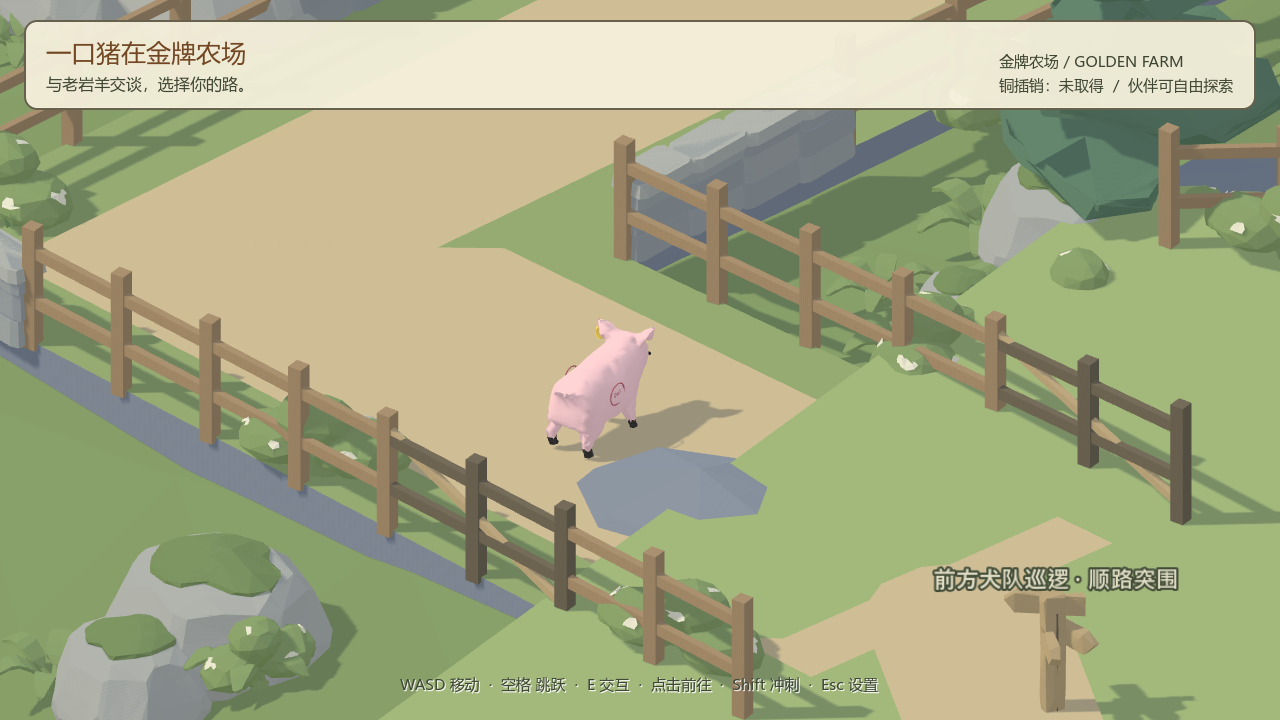 一口猪在金牌农场
与老岩羊交谈，选择你的路。
金牌农场 / GOLDEN FARM
铜插销：未取得 / 伙伴可自由探索
前方犬队巡逻·顺路突围
WASD 移动 · 空格 跳跃 · E 交互 · 点击前往 · Shift 冲刺 · Esc 设置